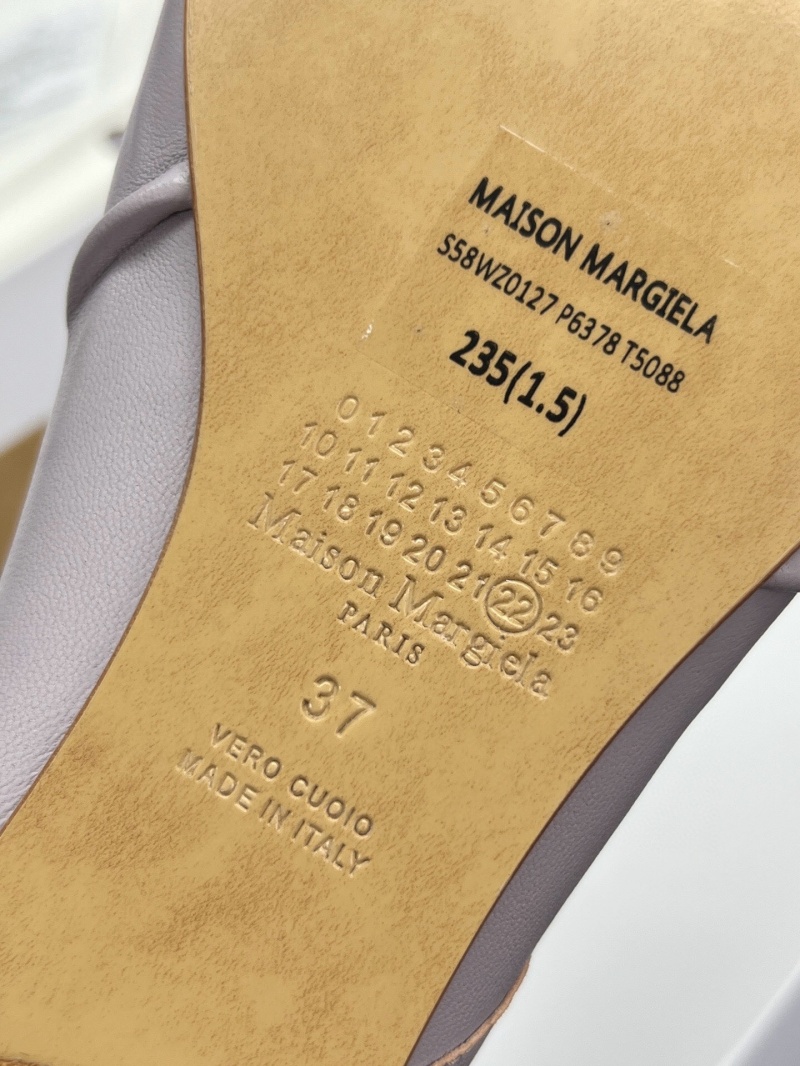 MAISON MARGIELA
S58WZ0127 P6378 T5088
235(1.5)
0 1 2 3 4 5 6 7 8 9
10 11 12 13 14 15 16
17 18 19 20 21 22 23
Maison Margiela
PARIS
37
VERO CUOIO
MADE IN ITALY